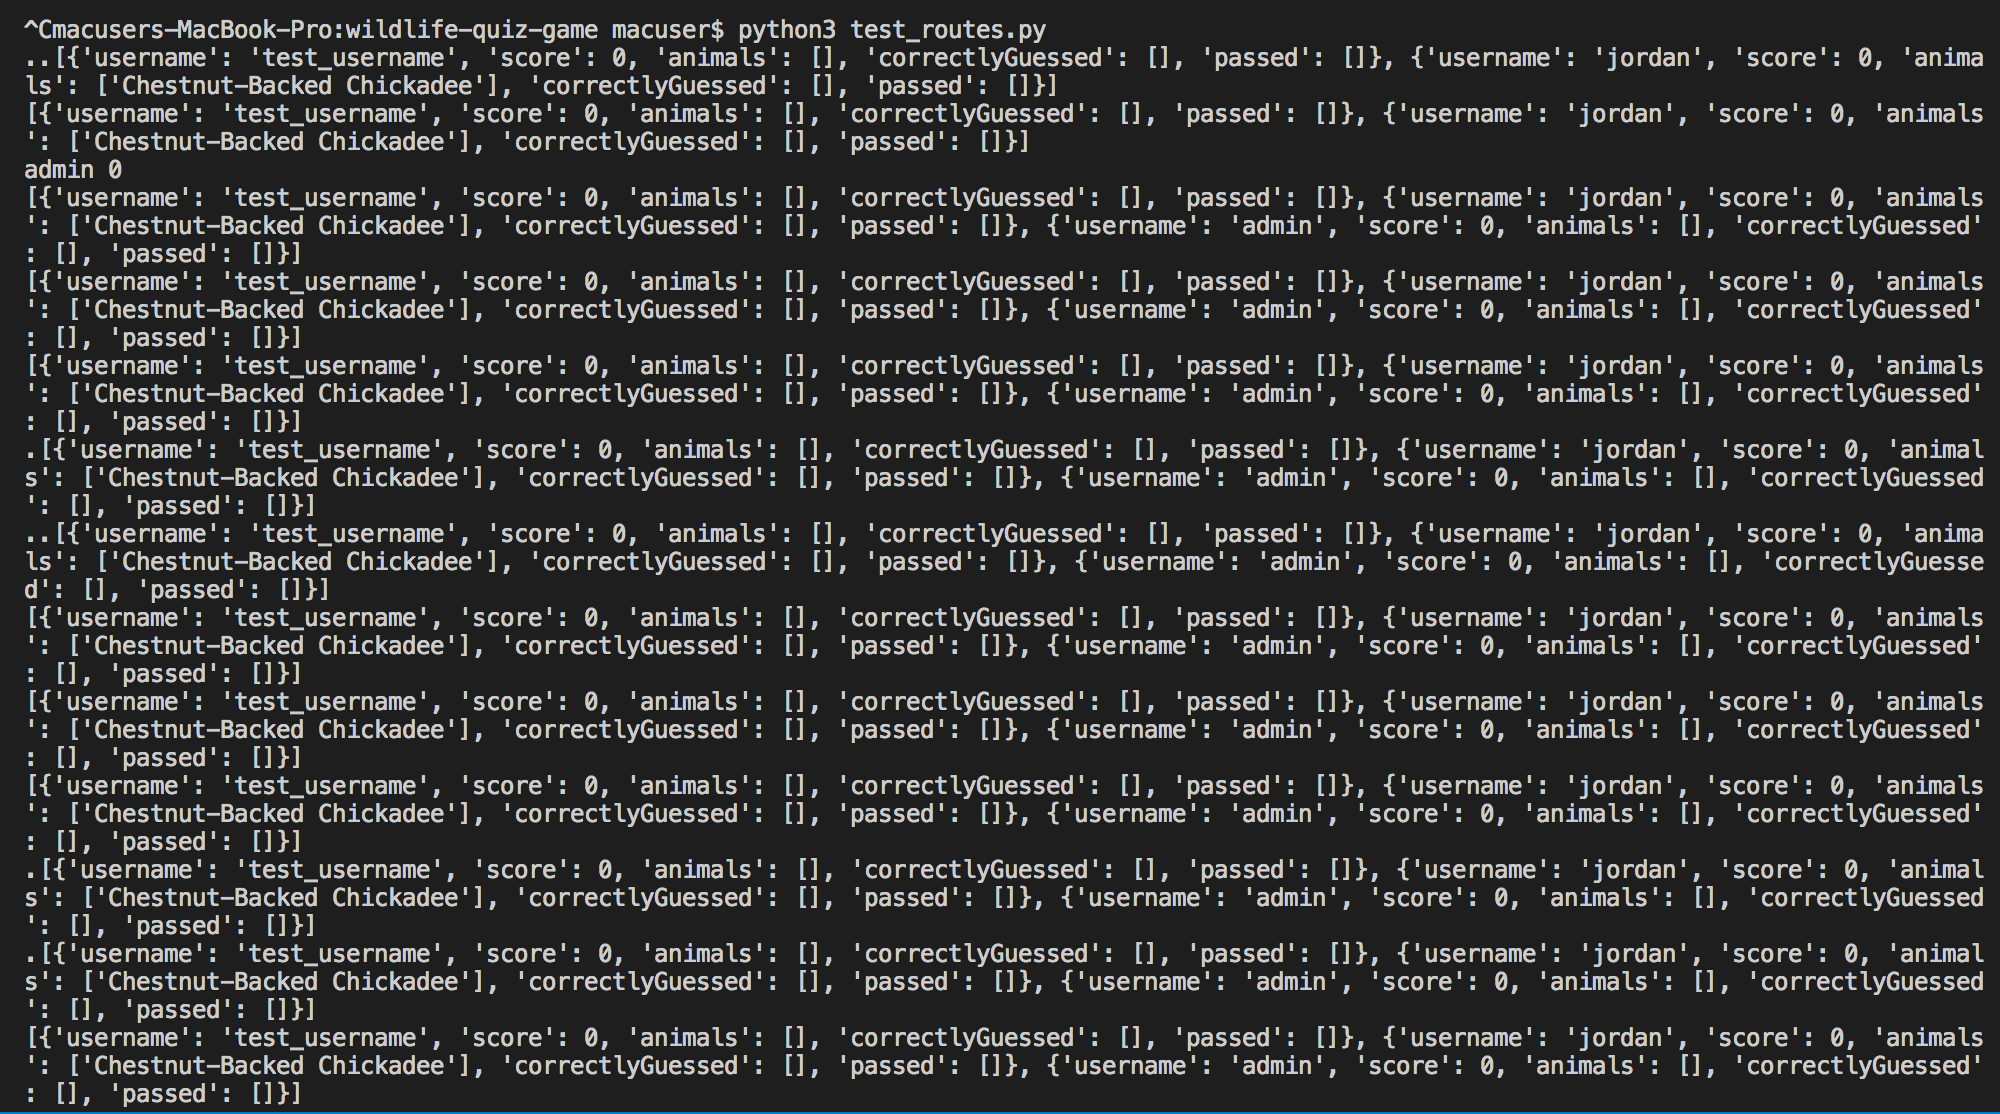 ^Cmacusers-MacBook-Pro:wildlife-quiz-game macuser$ python3 test_routes.py
..[{'username': 'test_username', 'score': 0, 'animals': [], 'correctlyGuessed': [], 'passed': []}, {'username': 'jordan', 'score': 0, 'anima
ls': ['Chestnut-Backed Chickadee'], 'correctlyGuessed': [], 'passed': []}]
[{'username': 'test_username', 'score': 0, 'animals': [], 'correctlyGuessed': [], 'passed': []}, {'username': 'jordan', 'score': 0, 'animals
': ['Chestnut-Backed Chickadee'], 'correctlyGuessed': [], 'passed': []}]
admin 0
[{'username': 'test_username', 'score': 0, 'animals': [], 'correctlyGuessed': [], 'passed': []}, {'username': 'jordan', 'score': 0, 'animals
': ['Chestnut-Backed Chickadee'], 'correctlyGuessed': [], 'passed': []}, {'username': 'admin', 'score': 0, 'animals': [], 'correctlyGuessed'
: [], 'passed': []}]
[{'username': 'test_username', 'score': 0, 'animals': [], 'correctlyGuessed': [], 'passed': []}, {'username': 'jordan', 'score': 0, 'animals
': ['Chestnut-Backed Chickadee'], 'correctlyGuessed': [], 'passed': []}, {'username': 'admin', 'score': 0, 'animals': [], 'correctlyGuessed'
: [], 'passed': []}]
[{'username': 'test_username', 'score': 0, 'animals': [], 'correctlyGuessed': [], 'passed': []}, {'username': 'jordan', 'score': 0, 'animals
': ['Chestnut-Backed Chickadee'], 'correctlyGuessed': [], 'passed': []}, {'username': 'admin', 'score': 0, 'animals': [], 'correctlyGuessed'
: [], 'passed': []}]
.[{'username': 'test_username', 'score': 0, 'animals': [], 'correctlyGuessed': [], 'passed': []}, {'username': 'jordan', 'score': 0, 'animal
s': ['Chestnut-Backed Chickadee'], 'correctlyGuessed': [], 'passed': []}, {'username': 'admin', 'score': 0, 'animals': [], 'correctlyGuessed
': [], 'passed': []}]
..[{'username': 'test_username', 'score': 0, 'animals': [], 'correctlyGuessed': [], 'passed': []}, {'username': 'jordan', 'score': 0, 'anima
ls': ['Chestnut-Backed Chickadee'], 'correctlyGuessed': [], 'passed': []}, {'username': 'admin', 'score': 0, 'animals': [], 'correctlyGuesse
d': [], 'passed': []}]
[{'username': 'test_username', 'score': 0, 'animals': [], 'correctlyGuessed': [], 'passed': []}, {'username': 'jordan', 'score': 0, 'animals
': ['Chestnut-Backed Chickadee'], 'correctlyGuessed': [], 'passed': []}, {'username': 'admin', 'score': 0, 'animals': [], 'correctlyGuessed'
: [], 'passed': []}]
[{'username': 'test_username', 'score': 0, 'animals': [], 'correctlyGuessed': [], 'passed': []}, {'username': 'jordan', 'score': 0, 'animals
': ['Chestnut-Backed Chickadee'], 'correctlyGuessed': [], 'passed': []}, {'username': 'admin', 'score': 0, 'animals': [], 'correctlyGuessed'
: [], 'passed': []}]
[{'username': 'test_username', 'score': 0, 'animals': [], 'correctlyGuessed': [], 'passed': []}, {'username': 'jordan', 'score': 0, 'animals
': ['Chestnut-Backed Chickadee'], 'correctlyGuessed': [], 'passed': []}, {'username': 'admin', 'score': 0, 'animals': [], 'correctlyGuessed'
: [], 'passed': []}]
.[{'username': 'test_username', 'score': 0, 'animals': [], 'correctlyGuessed': [], 'passed': []}, {'username': 'jordan', 'score': 0, 'animal
s': ['Chestnut-Backed Chickadee'], 'correctlyGuessed': [], 'passed': []}, {'username': 'admin', 'score': 0, 'animals': [], 'correctlyGuessed
': [], 'passed': []}]
.[{'username': 'test_username', 'score': 0, 'animals': [], 'correctlyGuessed': [], 'passed': []}, {'username': 'jordan', 'score': 0, 'animal
s': ['Chestnut-Backed Chickadee'], 'correctlyGuessed': [], 'passed': []}, {'username': 'admin', 'score': 0, 'animals': [], 'correctlyGuessed
': [], 'passed': []}]
[{'username': 'test_username', 'score': 0, 'animals': [], 'correctlyGuessed': [], 'passed': []}, {'username': 'jordan', 'score': 0, 'animals
': ['Chestnut-Backed Chickadee'], 'correctlyGuessed': [], 'passed': []}, {'username': 'admin', 'score': 0, 'animals': [], 'correctlyGuessed'
: [], 'passed': []}]